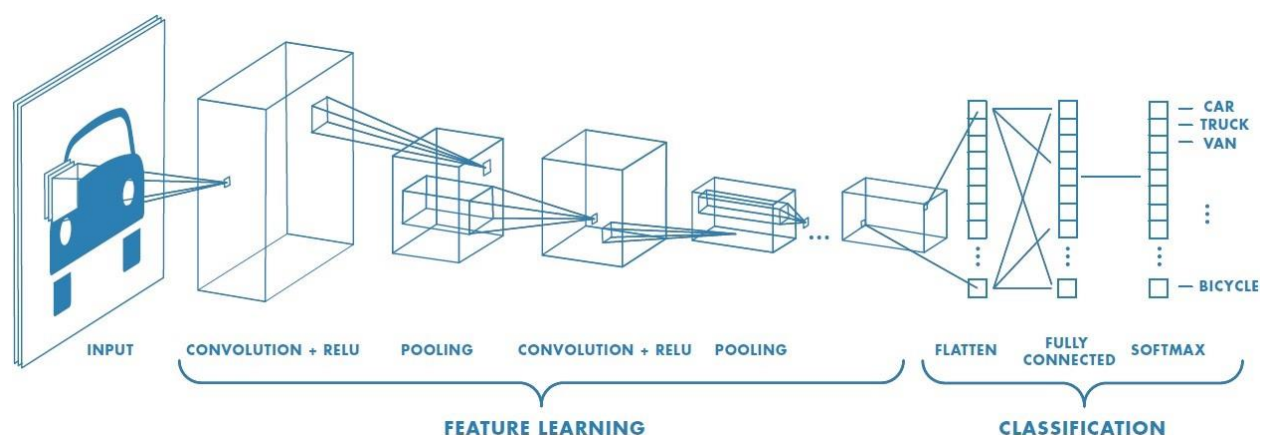 CAR
TRUCK
VAN
BICYCLE
INPUT
CONVOLUTION + RELU
POOLING
CONVOLUTION + RELU
POOLING
FLATTEN
FULLY
CONNECTED
SOFTMAX
FEATURE LEARNING
CLASSIFICATION